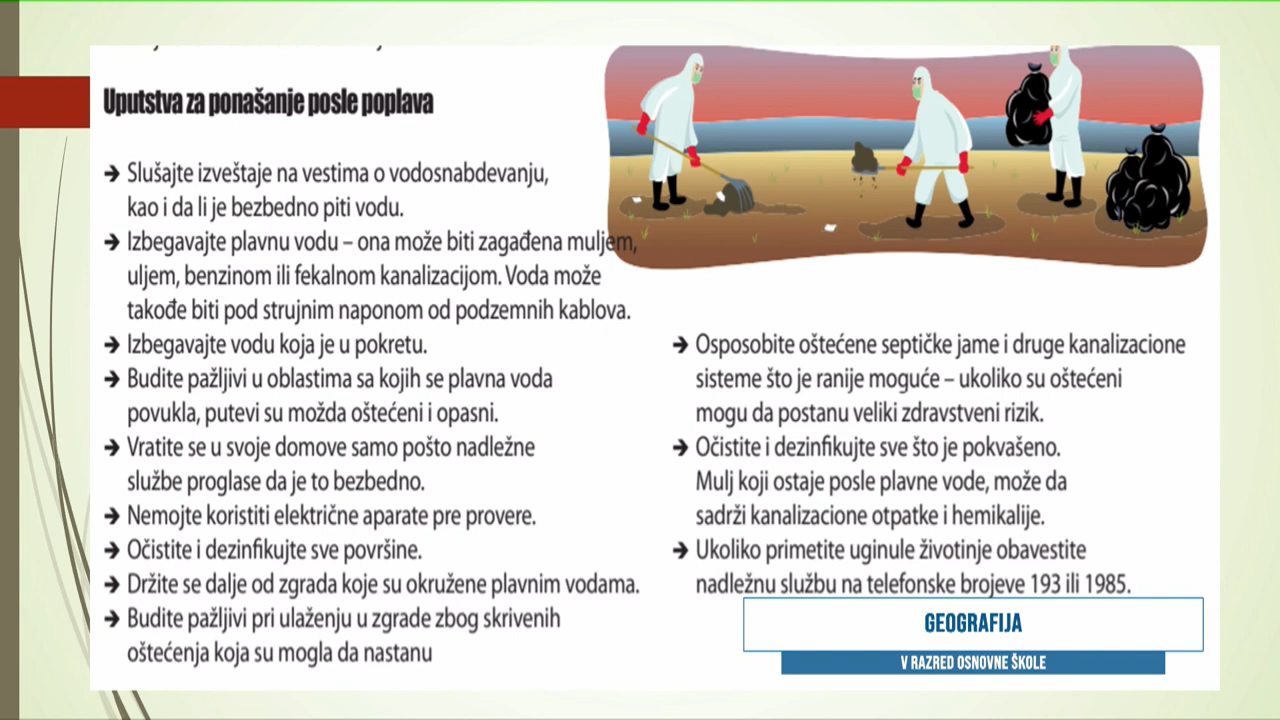 Uputstva za ponašanje posle poplava
➔ Slušajte izveštaje na vestima o vodosnabdevanju,
kao i da li je bezbedno piti vodu.
➔ Izbegavajte plavnu vodu – ona može biti zagađena muljem,
uljem, benzinom ili fekalnom kanalizacijom. Voda može
takođe biti pod strujnim naponom od podzemnih kablova.
➔ Izbegavajte vodu koja je u pokretu.
➔ Budite pažljivi u oblastima sa kojih se plavna voda
povukla, putevi su možda oštećeni i opasni.
➔ Vratite se u svoje domove samo pošto nadležne
službe proglase da je to bezbedno.
➔ Nemojte koristiti električne aparate pre provere.
➔ Očistite i dezinfikujte sve površine.
➔ Držite se dalje od zgrada koje su okružene plavnim vodama.
➔ Budite pažljivi pri ulaženju u zgrade zbog skrivenih
oštećenja koja su mogla da nastanu
➔ Osposobite oštećene septičke jame i druge kanalizacione
sisteme što je ranije moguće – ukoliko su oštećeni
mogu da postanu veliki zdravstveni rizik.
➔ Očistite i dezinfikujte sve što je pokvašeno.
Mulj koji ostaje posle plavne vode, može da
sadrži kanalizacione otpatke i hemikalije.
➔ Ukoliko primetite uginule životinje obavestite
nadležnu službu na telefonske brojeve 193 ili 1985.
GEOGRAFIJA
V RAZRED OSNOVNE ŠKOLE